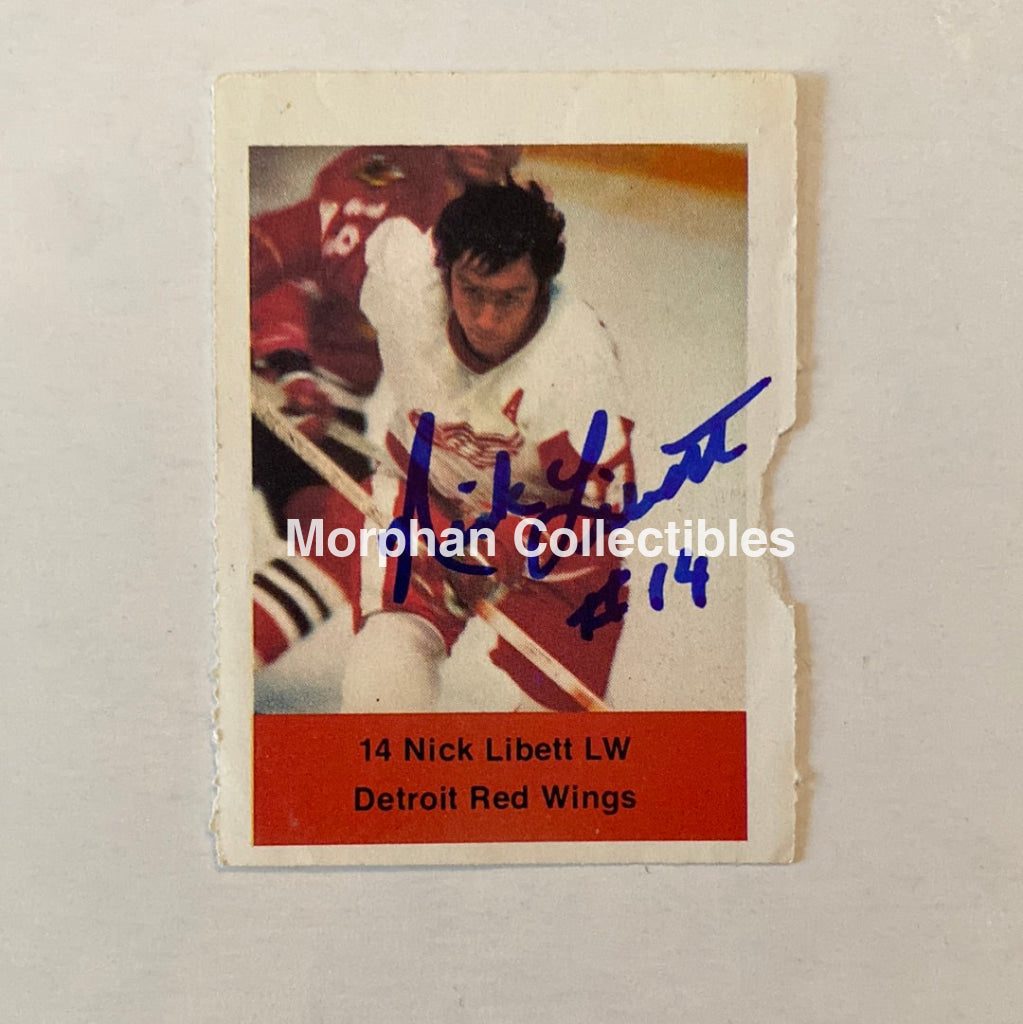 Nick Libett
#14
Morphan Collectibles
14 Nick Libett LW
Detroit Red Wings